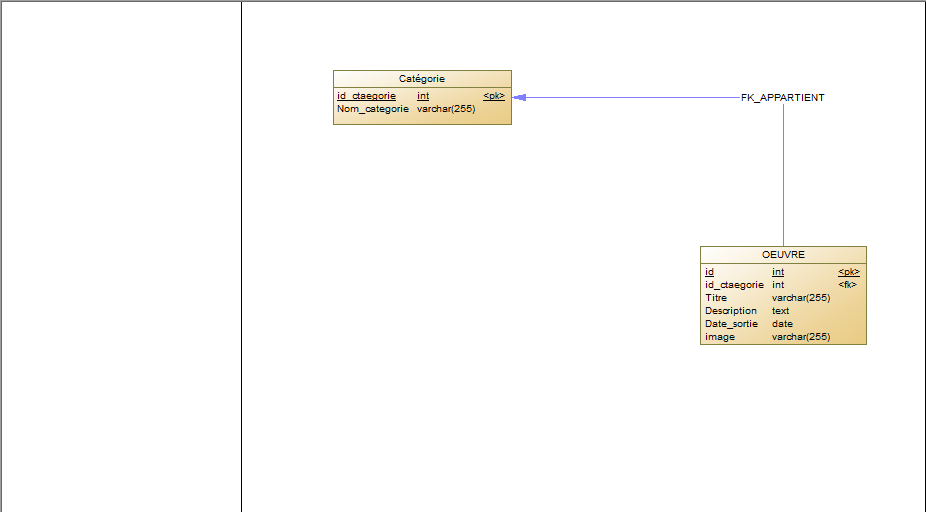 Catégorie
id_ctaegorie int <pk>
Nom_categorie varchar(255)
FK_APPARTIENT
OEUVRE
id int <pk>
id_ctaegorie int <fk>
Titre varchar(255)
Description text
Date_sortie date
image varchar(255)